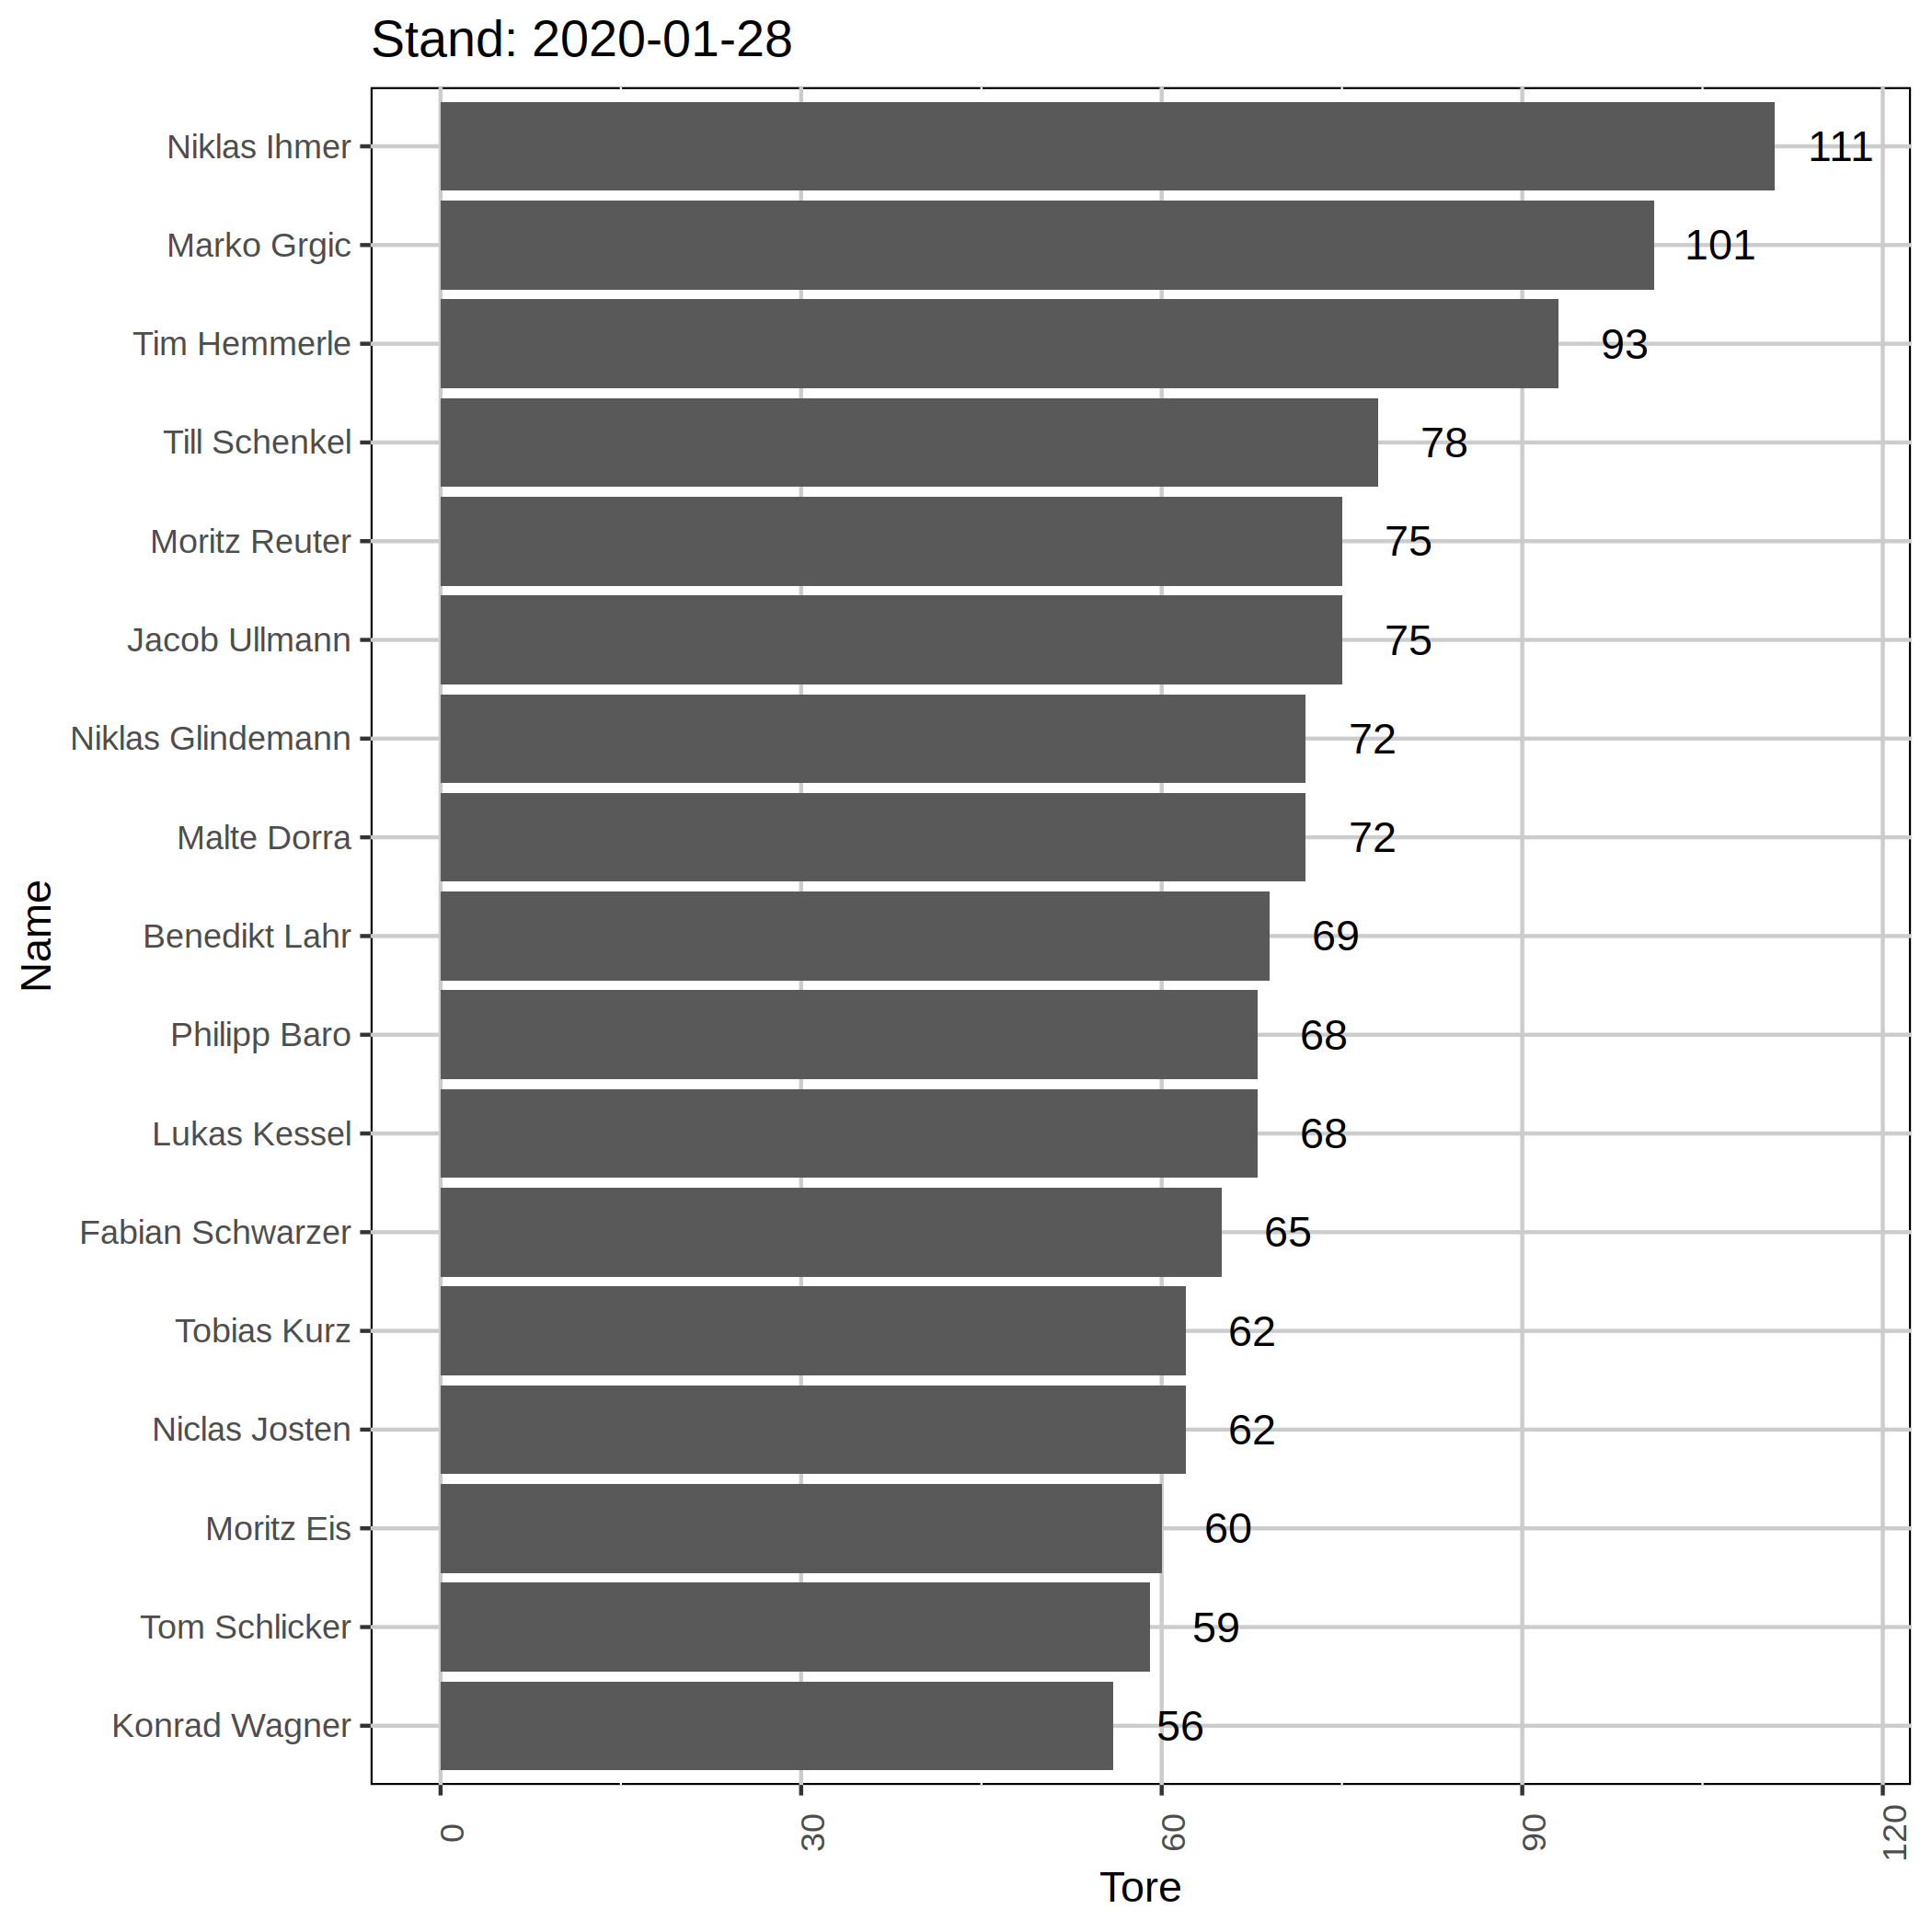 Stand: 2020-01-28
Niklas Ihmer 111
Marko Grgic 101
Tim Hemmerle 93
Till Schenkel 78
Moritz Reuter 75
Jacob Ullmann 75
Niklas Glindemann 72
Malte Dorra 72
Benedikt Lahr 69
Philipp Baro 68
Lukas Kessel 68
Fabian Schwarzer 65
Tobias Kurz 62
Niclas Josten 62
Moritz Eis 60
Tom Schlicker 59
Konrad Wagner 56
Name
0 30 60 90 120
Tore